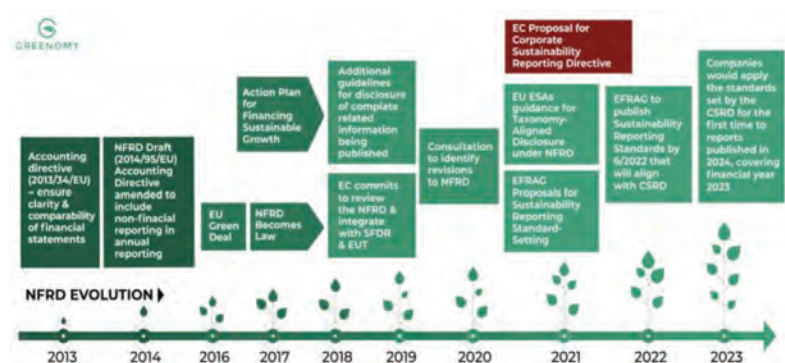 GREENOMY
EC Proposal for
Corporate
Sustainability
Reporting Directive
Action Plan
for
Financing
Sustainable
Growth
Additional
guidelines
for disclosure
of complate
related
information
being
published
EU ESAs
guidance for
Taxonomy-
Aligned
Disclosure
under NFRD
EFRAG to
publish
Sustainability
Reporting
Standards by
6/2022 that
will align
with CSRD
Companies
would apply
the standards
set by the
CSRD for the
first time to
reports
published in
2024, covering
financial year
2023
Accounting
directive
(2013/34/EU)
– ensure
clarity &
comparability
of financial
statements
NFRD Draft
(2014/95/EU)
Accounting
Directive
amended to
include
non-finacial
reporting in
annual
reporting
EU
Green
Deal
NFRD
Becomes
Law
EC commits to
review the
NFRD &
integrate
with SFDR
& EUT
Consultation
to identify
revisions
to NFRD
EFRAG
Proposals for
Sustainability
Reporting
Standard-
Setting
NFRD EVOLUTION
2013 2014 2016 2017 2018 2019 2020 2021 2022 2023